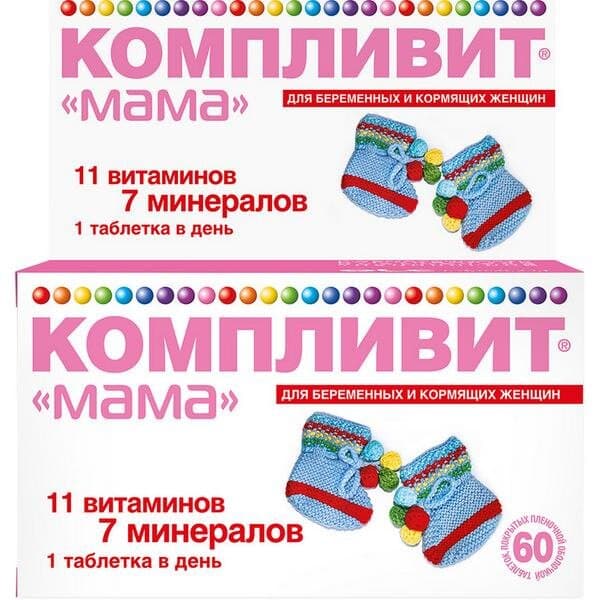 КОМПЛИВИТ®
«мама»
ДЛЯ БЕРЕМЕННЫХ И КОРМЯЩИХ ЖЕНЩИН
11 витаминов
7 минералов
1 таблетка в день
КОМПЛИВИТ®
«мама»
ДЛЯ БЕРЕМЕННЫХ И КОРМЯЩИХ ЖЕНЩИН
11 витаминов
7 минералов
1 таблетка в день
60
ТАБЛЕТОК, ПОКРЫТЫХ ПЛЕНОЧНОЙ ОБОЛОЧКОЙ